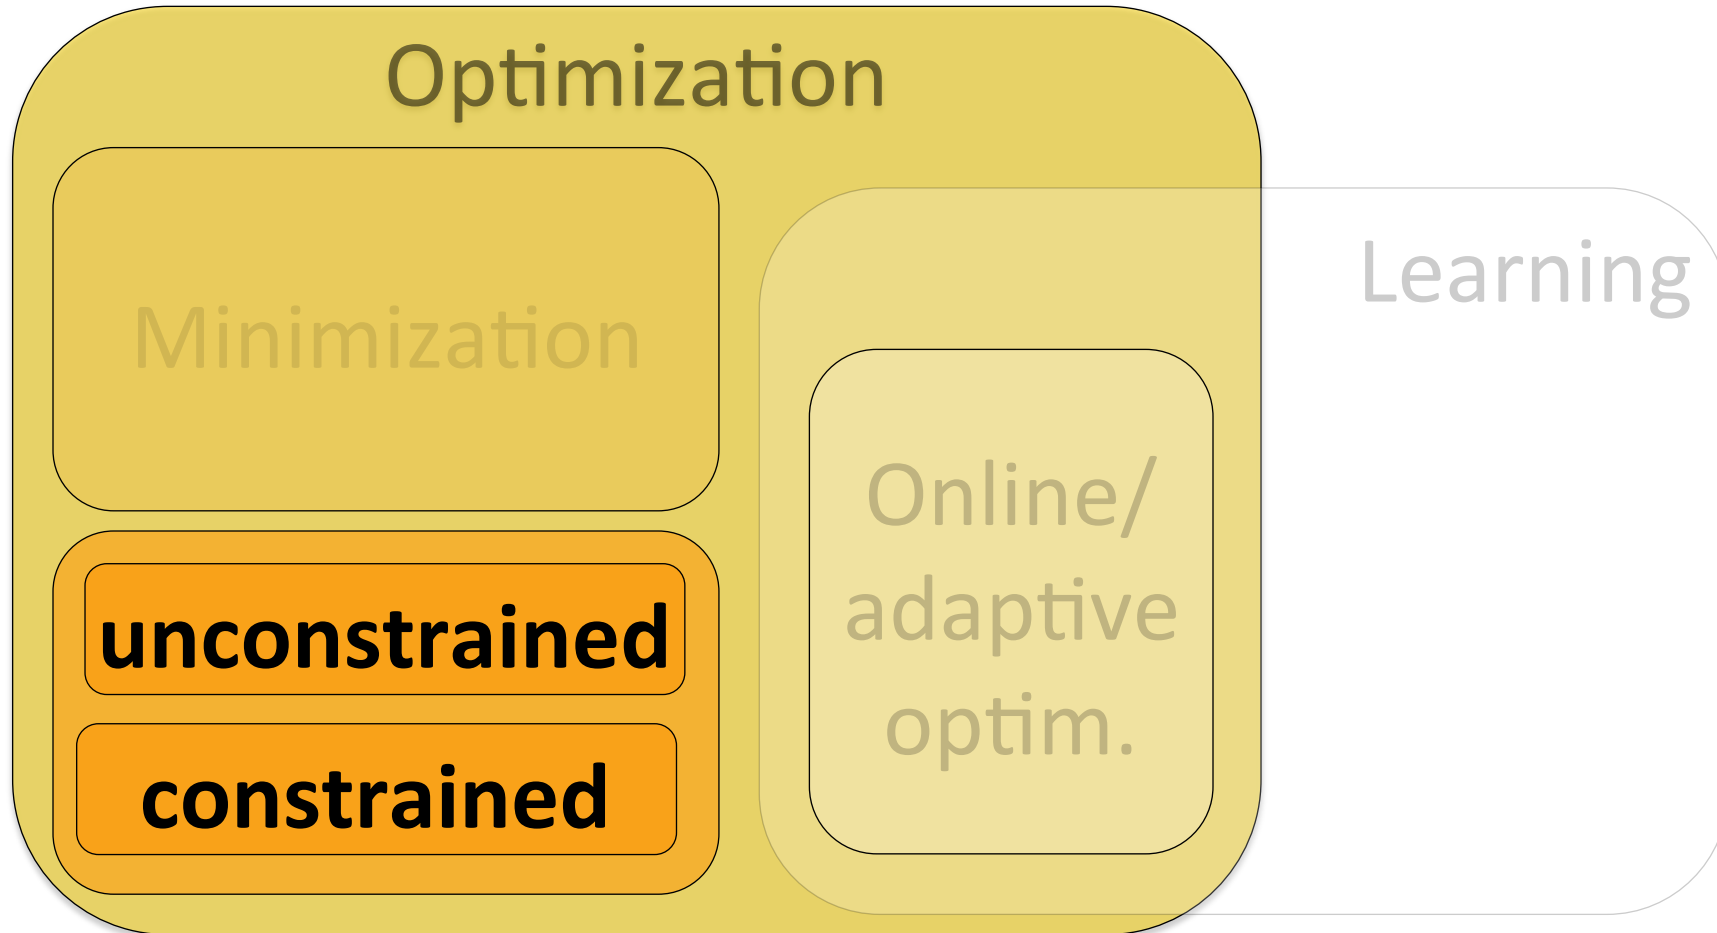 Optimization
Learning
Minimization
Online/
adaptive
optim.
unconstrained
constrained